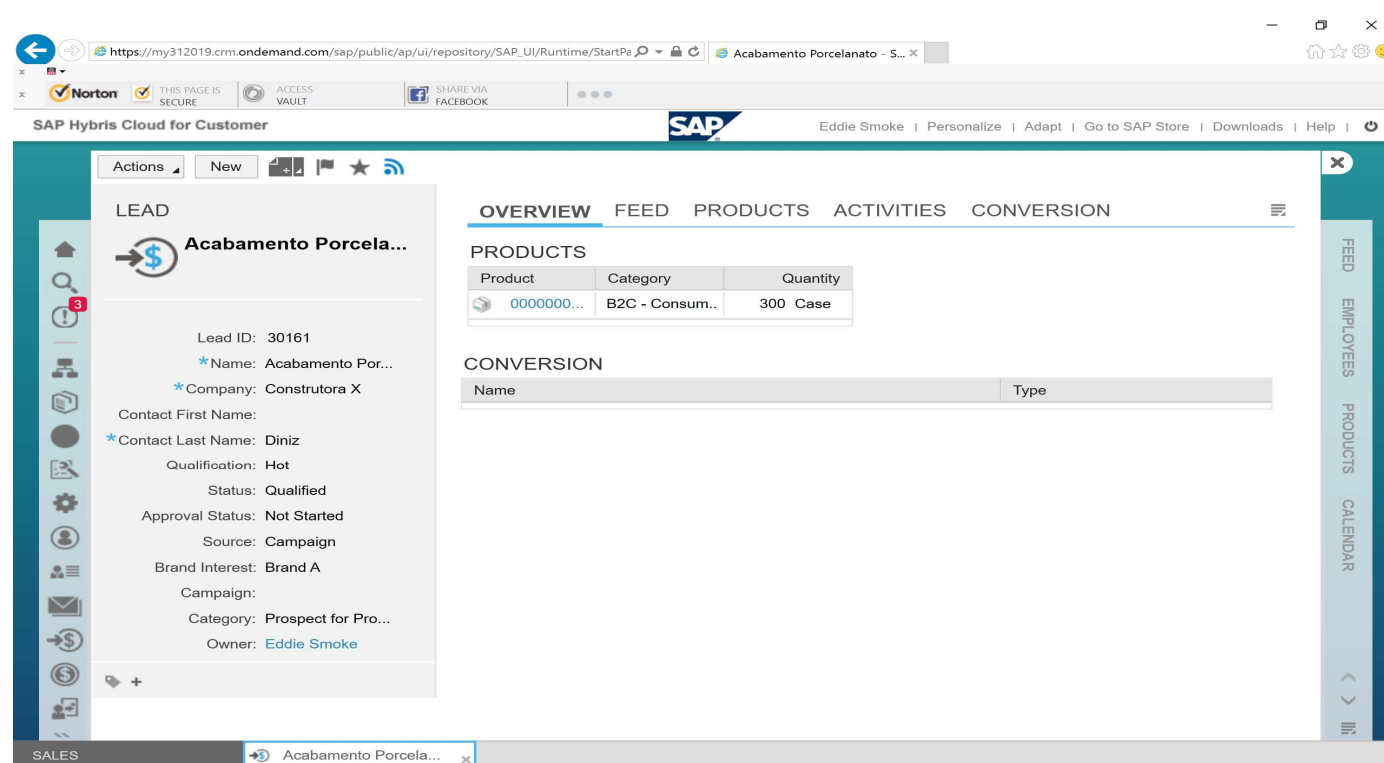 https://my312019.crm.ondemand.com/sap/public/ap/ui/repository/SAP_UI/Runtime/StartPa
Acabamento Porcelanato - S...
Norton THIS PAGE IS SECURE ACCESS VAULT SHARE VIA FACEBOOK
SAP Hybris Cloud for Customer SAP Eddie Smoke | Personalize | Adapt | Go to SAP Store | Downloads | Help |
Actions New
LEAD
Acabamento Porcela...
3
Lead ID: 30161
*Name: Acabamento Por...
*Company: Construtora X
Contact First Name:
*Contact Last Name: Diniz
Qualification: Hot
Status: Qualified
Approval Status: Not Started
Source: Campaign
Brand Interest: Brand A
Campaign:
Category: Prospect for Pro...
Owner: Eddie Smoke
OVERVIEW FEED PRODUCTS ACTIVITIES CONVERSION
PRODUCTS
Product Category Quantity
0000000... B2C - Consum.. 300 Case
CONVERSION
Name Type
FEED
EMPLOYEES
PRODUCTS
CALENDAR
SALES Acabamento Porcela...